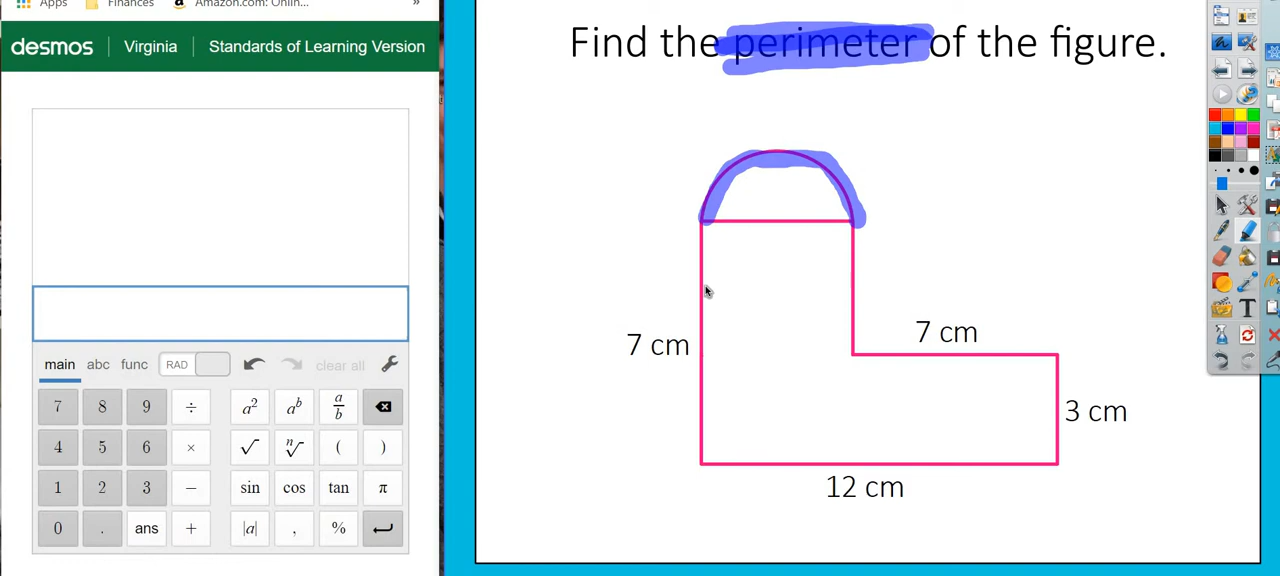 Apps Finances a Amazon.com: Onlin... »
desmos Virginia Standards of Learning Version
Find the perimeter of the figure.
7 cm
7 cm
3 cm
12 cm
main abc func RAD clear all
7 8 9 ÷ a² aᵇ a/b
4 5 6 × √ ⁿ√ ( )
1 2 3 − sin cos tan π
0 . ans + |a| , %
T